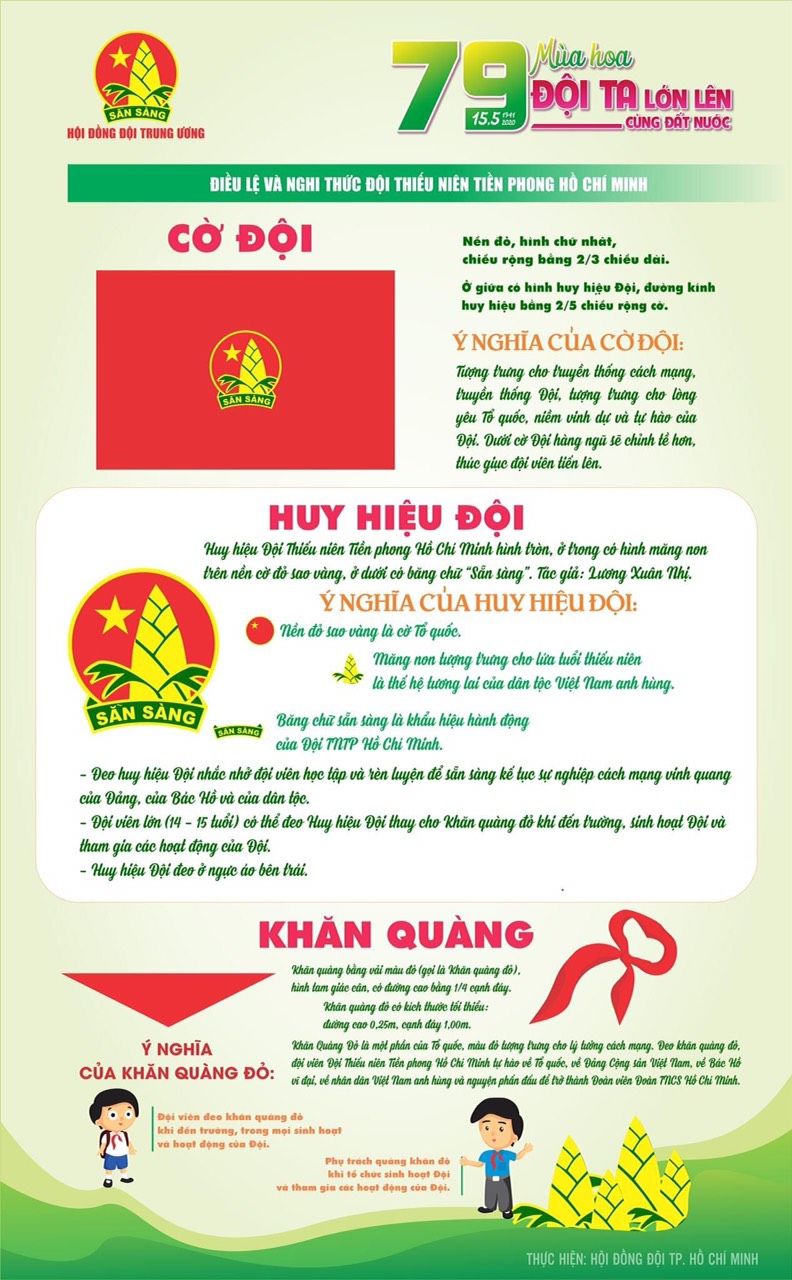 SẴN SÀNG
HỘI ĐỒNG ĐỘI TRUNG ƯƠNG
79 Mùa hoa
15.5 1941 2020
ĐỘI TA LỚN LÊN
CÙNG ĐẤT NƯỚC
ĐIỀU LỆ VÀ NGHI THỨC ĐỘI THIẾU NIÊN TIỀN PHONG HỒ CHÍ MINH
CỜ ĐỘI
SẴN SÀNG
Nền đỏ, hình chữ nhật,
chiều rộng bằng 2/3 chiều dài.
Ở giữa có hình huy hiệu Đội, đường kính
huy hiệu bằng 2/5 chiều rộng cờ.
Ý NGHĨA CỦA CỜ ĐỘI:
Tượng trưng cho truyền thống cách mạng,
truyền thống Đội, tượng trưng cho lòng
yêu Tổ quốc, niềm vinh dự và tự hào của
Đội. Dưới cờ Đội hàng ngũ sẽ chỉnh tề hơn,
thúc giục đội viên tiến lên.
HUY HIỆU ĐỘI
Huy hiệu Đội Thiếu niên Tiền phong Hồ Chí Minh hình tròn, ở trong có hình măng non
trên nền cờ đỏ sao vàng, ở dưới có băng chữ “Sẵn sàng”. Tác giả: Lương Xuân Nhị.
Ý NGHĨA CỦA HUY HIỆU ĐỘI:
Nền đỏ sao vàng là cờ Tổ quốc.
Măng non tượng trưng cho lứa tuổi thiếu niên
là thế hệ tương lai của dân tộc Việt Nam anh hùng.
SẴN SÀNG
SẴN SÀNG
Băng chữ sẵn sàng là khẩu hiệu hành động
của Đội TNTP Hồ Chí Minh.
– Đeo huy hiệu Đội nhắc nhở đội viên học tập và rèn luyện để sẵn sàng kế tục sự nghiệp cách mạng vinh quang
của Đảng, của Bác Hồ và của dân tộc.
– Đội viên lớn (14 – 15 tuổi) có thể đeo Huy hiệu Đội thay cho Khăn quàng đỏ khi đến trường, sinh hoạt Đội và
tham gia các hoạt động của Đội.
– Huy hiệu Đội đeo ở ngực áo bên trái.
KHĂN QUÀNG
Khăn quàng bằng vải màu đỏ (gọi là Khăn quàng đỏ),
hình tam giác cân, có đường cao bằng 1/4 cạnh đáy.
Khăn quàng đỏ có kích thước tối thiểu:
đường cao 0,25m, cạnh đáy 1,00m.
Ý NGHĨA
CỦA KHĂN QUÀNG ĐỎ:
Khăn Quàng Đỏ là một phần của Tổ quốc, màu đỏ tượng trưng cho lý tưởng cách mạng. Đeo khăn quàng đỏ,
đội viên Đội Thiếu niên Tiền phong Hồ Chí Minh tự hào về Tổ quốc, về Đảng Cộng sản Việt Nam, về Bác Hồ
vĩ đại, về nhân dân Việt Nam anh hùng và nguyện phấn đấu để trở thành Đoàn viên Đoàn TNCS Hồ Chí Minh.
Đội viên đeo khăn quàng đỏ
khi đến trường, trong mọi sinh hoạt
và hoạt động của Đội.
Phụ trách quàng khăn đỏ
khi tổ chức sinh hoạt Đội
và tham gia các hoạt động của Đội.
THỰC HIỆN: HỘI ĐỒNG ĐỘI TP. HỒ CHÍ MINH